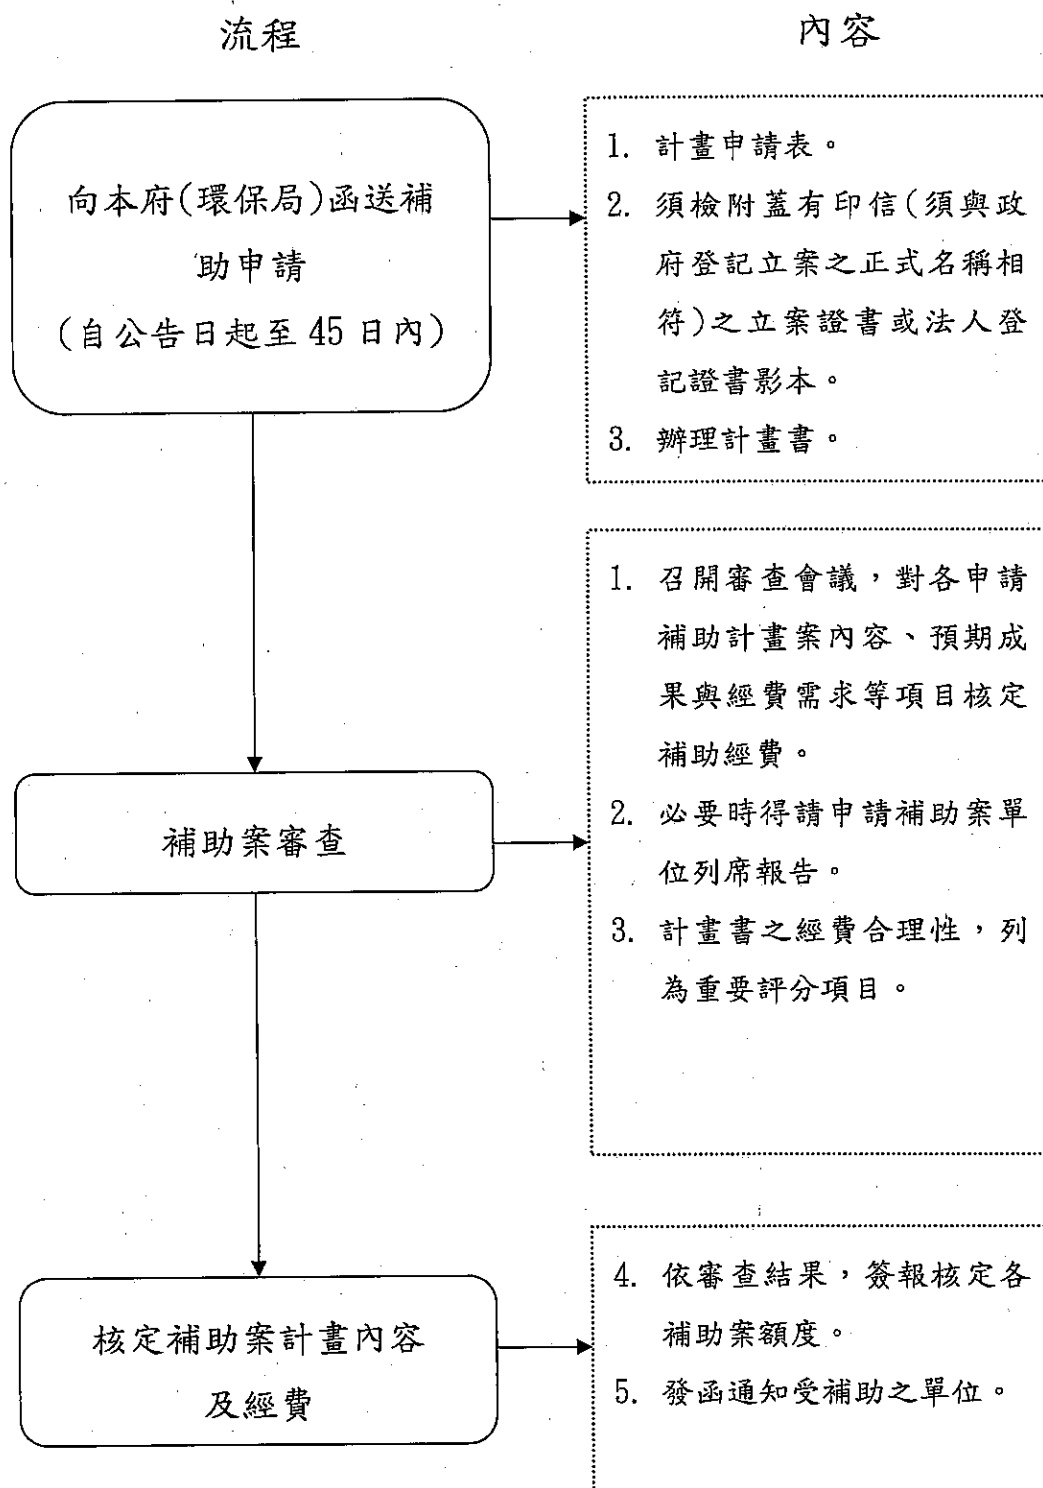 流程
內容
向本府(環保局)函送補
助申請
(自公告日起至 45 日內)
1. 計畫申請表。
2. 須檢附蓋有印信(須與政
府登記立案之正式名稱相
符)之立案證書或法人登
記證書影本。
3. 辦理計畫書。
補助案審查
1. 召開審查會議，對各申請
補助計畫案內容、預期成
果與經費需求等項目核定
補助經費。
2. 必要時得請申請補助案單
位列席報告。
3. 計畫書之經費合理性，列
為重要評分項目。
核定補助案計畫內容
及經費
4. 依審查結果，簽報核定各
補助案額度。
5. 發函通知受補助之單位。